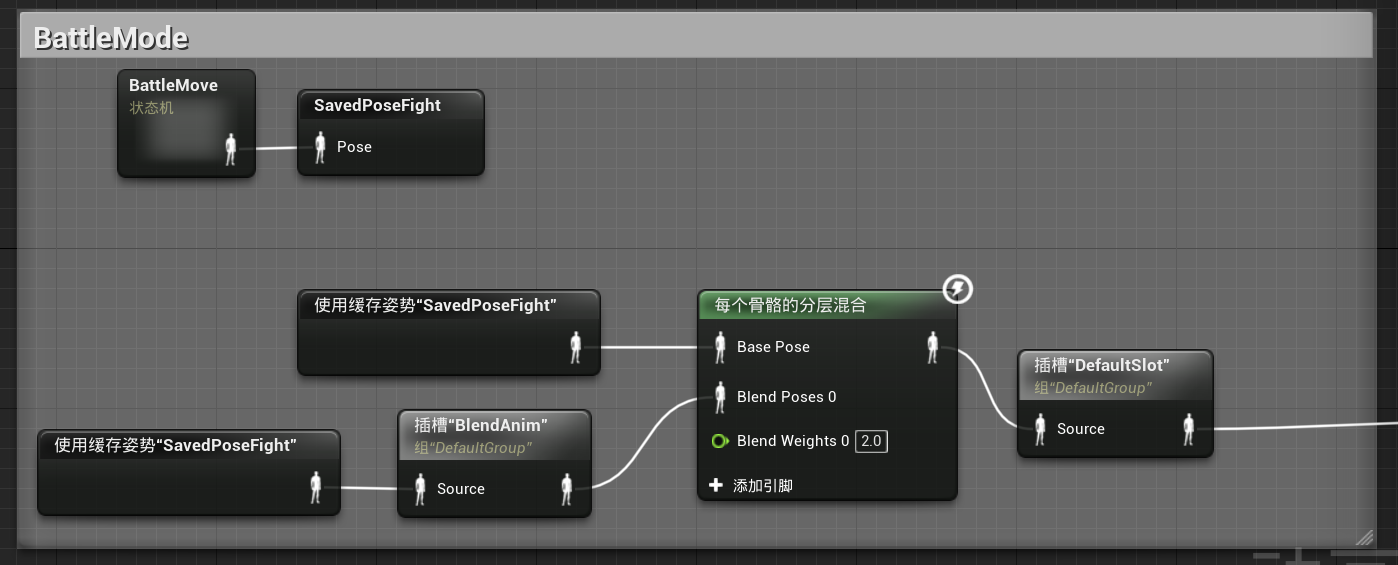 BattleMode
BattleMove
状态机
SavedPoseFight
Pose
使用缓存姿势“SavedPoseFight”
每个骨骼的分层混合
Base Pose
Blend Poses 0
Blend Weights 0 2.0
添加引脚
插槽“DefaultSlot”
组“DefaultGroup”
Source
使用缓存姿势“SavedPoseFight”
插槽“BlendAnim”
组“DefaultGroup”
Source